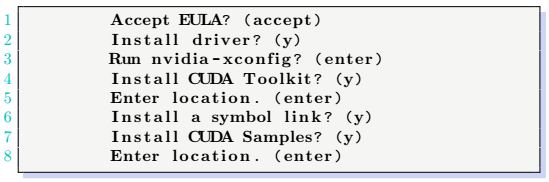 1 Accept EULA? (accept)
2 Install driver? (y)
3 Run nvidia-xconfig? (enter)
4 Install CUDA Toolkit? (y)
5 Enter location. (enter)
6 Install a symbol link? (y)
7 Install CUDA Samples? (y)
8 Enter location. (enter)